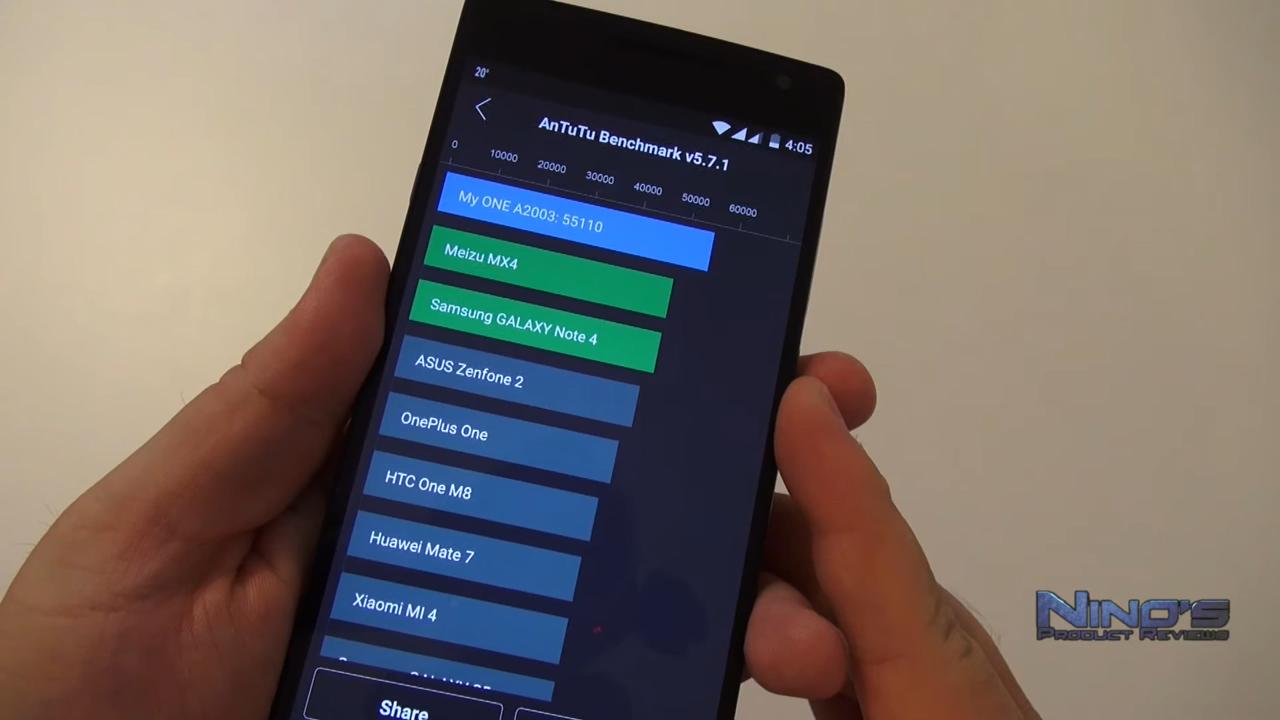 20°
4:05
AnTuTu Benchmark v5.7.1
0 10000 20000 30000 40000 50000 60000
My ONE A2003: 55110
Meizu MX4
Samsung GALAXY Note 4
ASUS Zenfone 2
OnePlus One
HTC One M8
Huawei Mate 7
Xiaomi MI 4
Share
NINO'S
PRODUCT REVIEWS